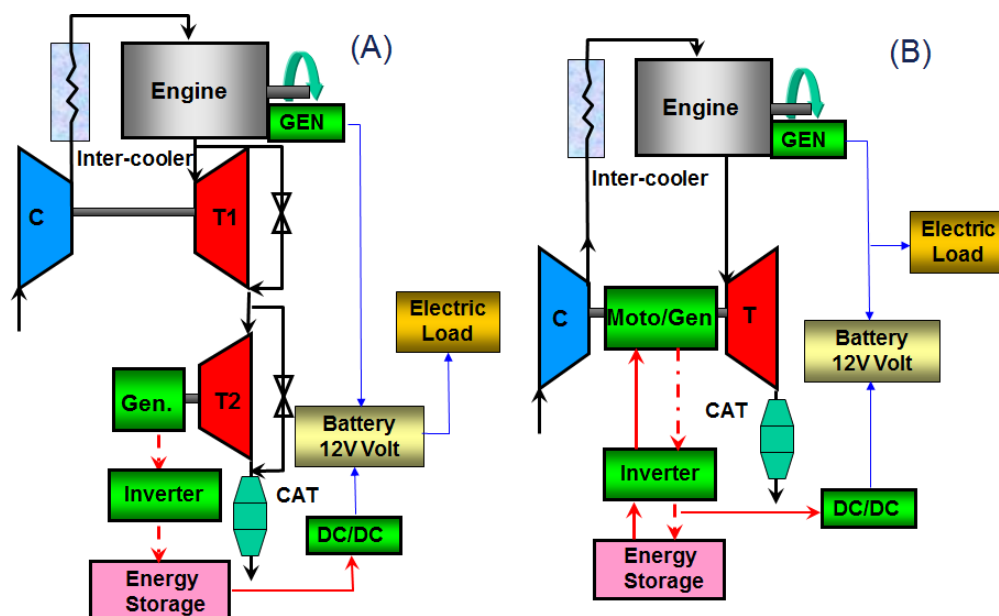 (A)
Engine
GEN
Inter-cooler
C
T1
Electric
Load
Gen.
T2
Battery
12V Volt
Inverter
CAT
DC/DC
Energy
Storage
(B)
Engine
GEN
Inter-cooler
Electric
Load
C
Moto/Gen
T
Battery
12V Volt
CAT
Inverter
DC/DC
Energy
Storage